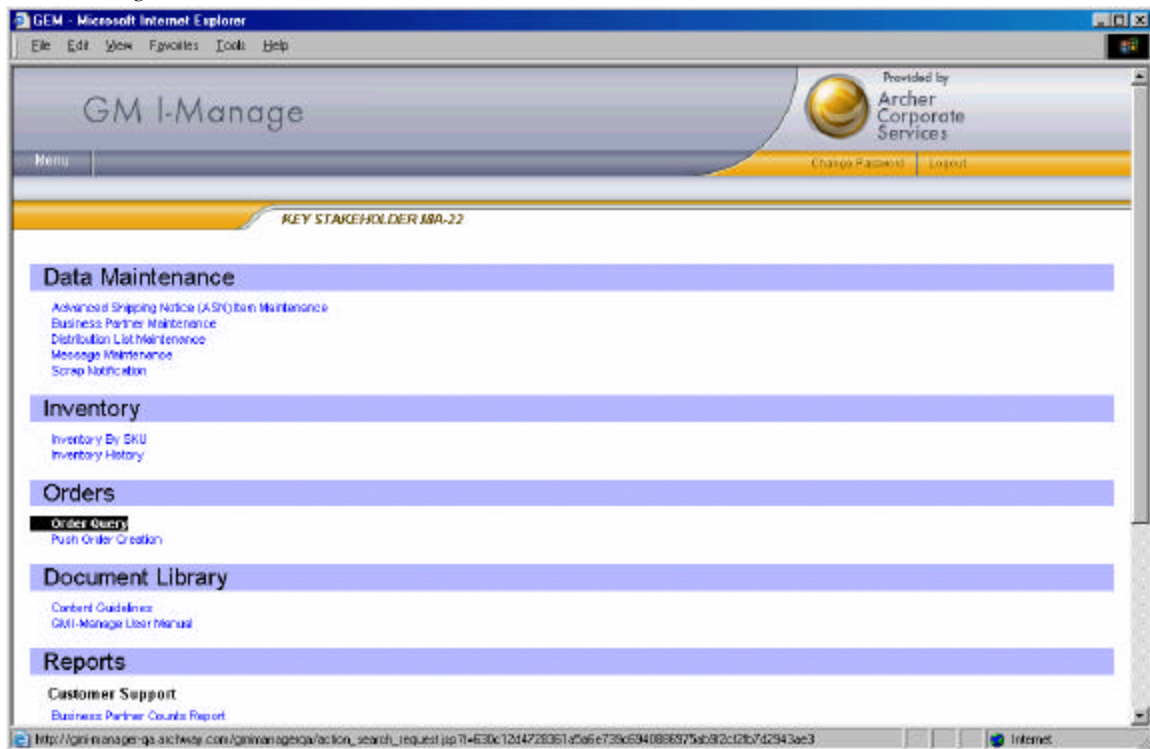 GEM - Microsoft Internet Explorer
File Edit View Favorites Tools Help
GM I-Manage
Provided by
Archer
Corporate
Services
Menu
Change Password Logout
KEY STAKEHOLDER MA-22
Data Maintenance
Advanced Shipping Notice (ASN) Item Maintenance
Business Partner Maintenance
Distribution List Maintenance
Message Maintenance
Scrap Notification
Inventory
Inventory By SKU
Inventory History
Orders
Order Query
Push Order Creation
Document Library
Content Guidelines
GMI-Manage User Manual
Reports
Customer Support
Business Partner Counts Report
Internet